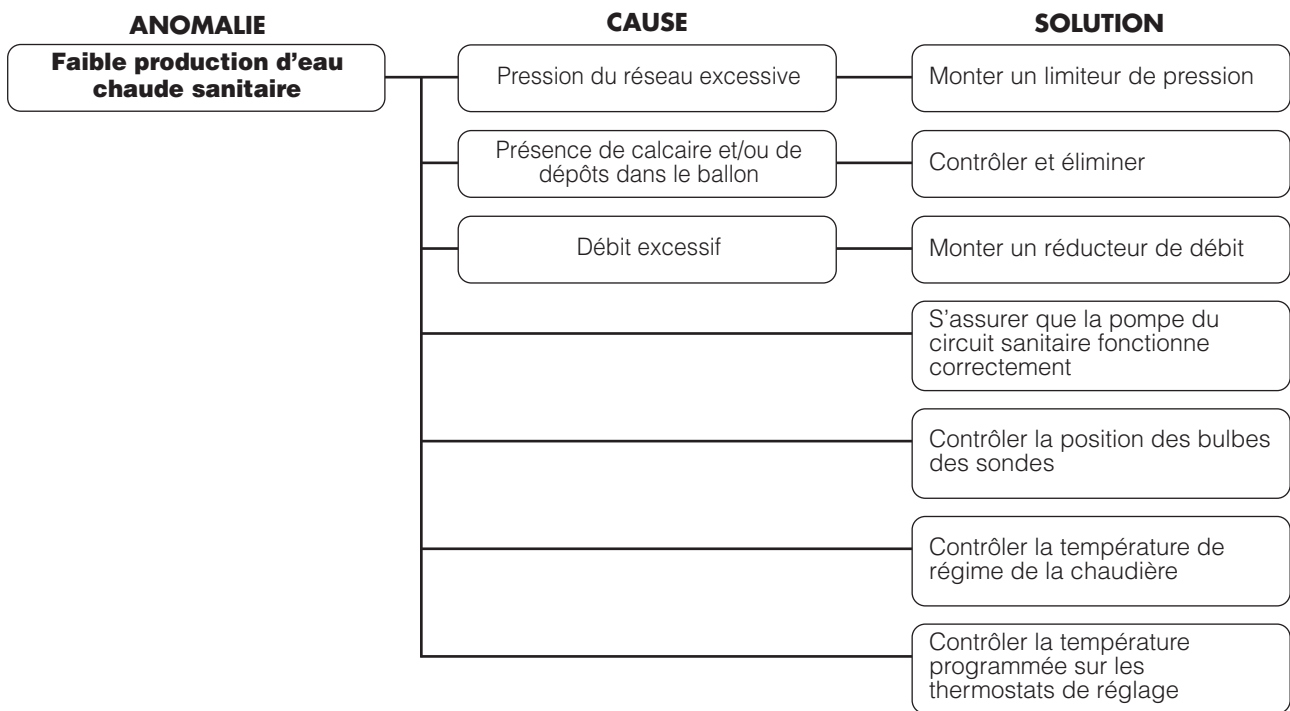 ANOMALIE
CAUSE
SOLUTION
Faible production d’eau
chaude sanitaire
Pression du réseau excessive
Monter un limiteur de pression
Présence de calcaire et/ou de
dépôts dans le ballon
Contrôler et éliminer
Débit excessif
Monter un réducteur de débit
S’assurer que la pompe du
circuit sanitaire fonctionne
correctement
Contrôler la position des bulbes
des sondes
Contrôler la température de
régime de la chaudière
Contrôler la température
programmée sur les
thermostats de réglage